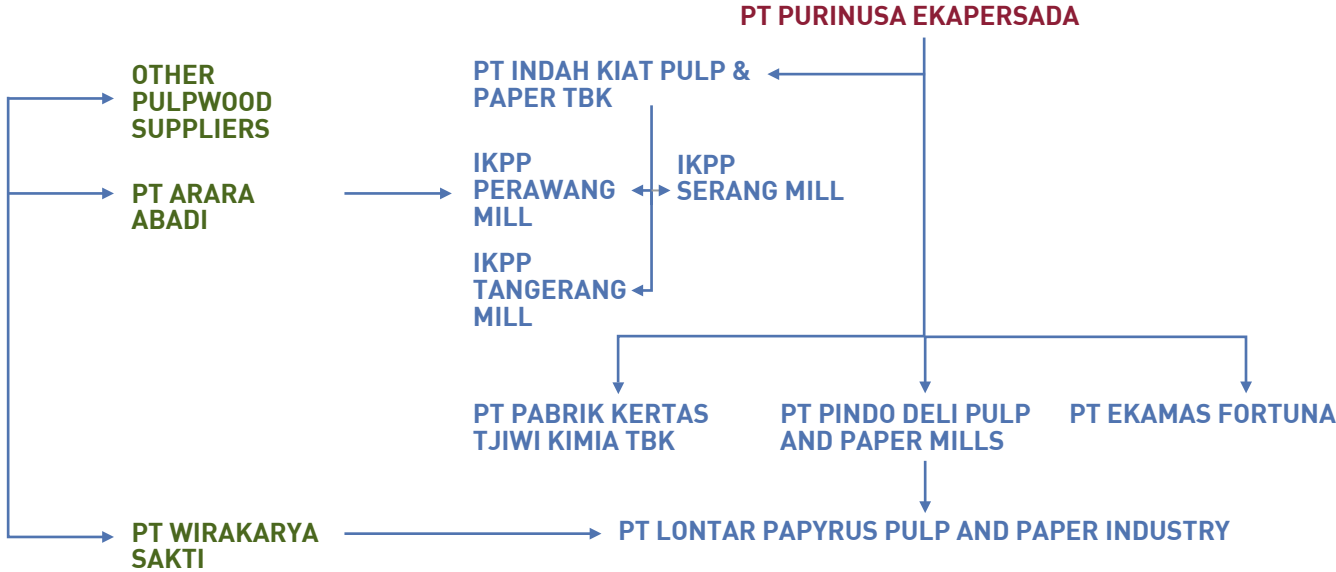 PT PURINUSA EKAPERSADA
OTHER
PULPWOOD
SUPPLIERS
PT INDAH KIAT PULP &
PAPER TBK
PT ARARA
ABADI
IKPP
PERAWANG
MILL
IKPP
SERANG MILL
IKPP
TANGERANG
MILL
PT PABRIK KERTAS
TJIWI KIMIA TBK
PT PINDO DELI PULP
AND PAPER MILLS
PT EKAMAS FORTUNA
PT WIRAKARYA
SAKTI
PT LONTAR PAPYRUS PULP AND PAPER INDUSTRY